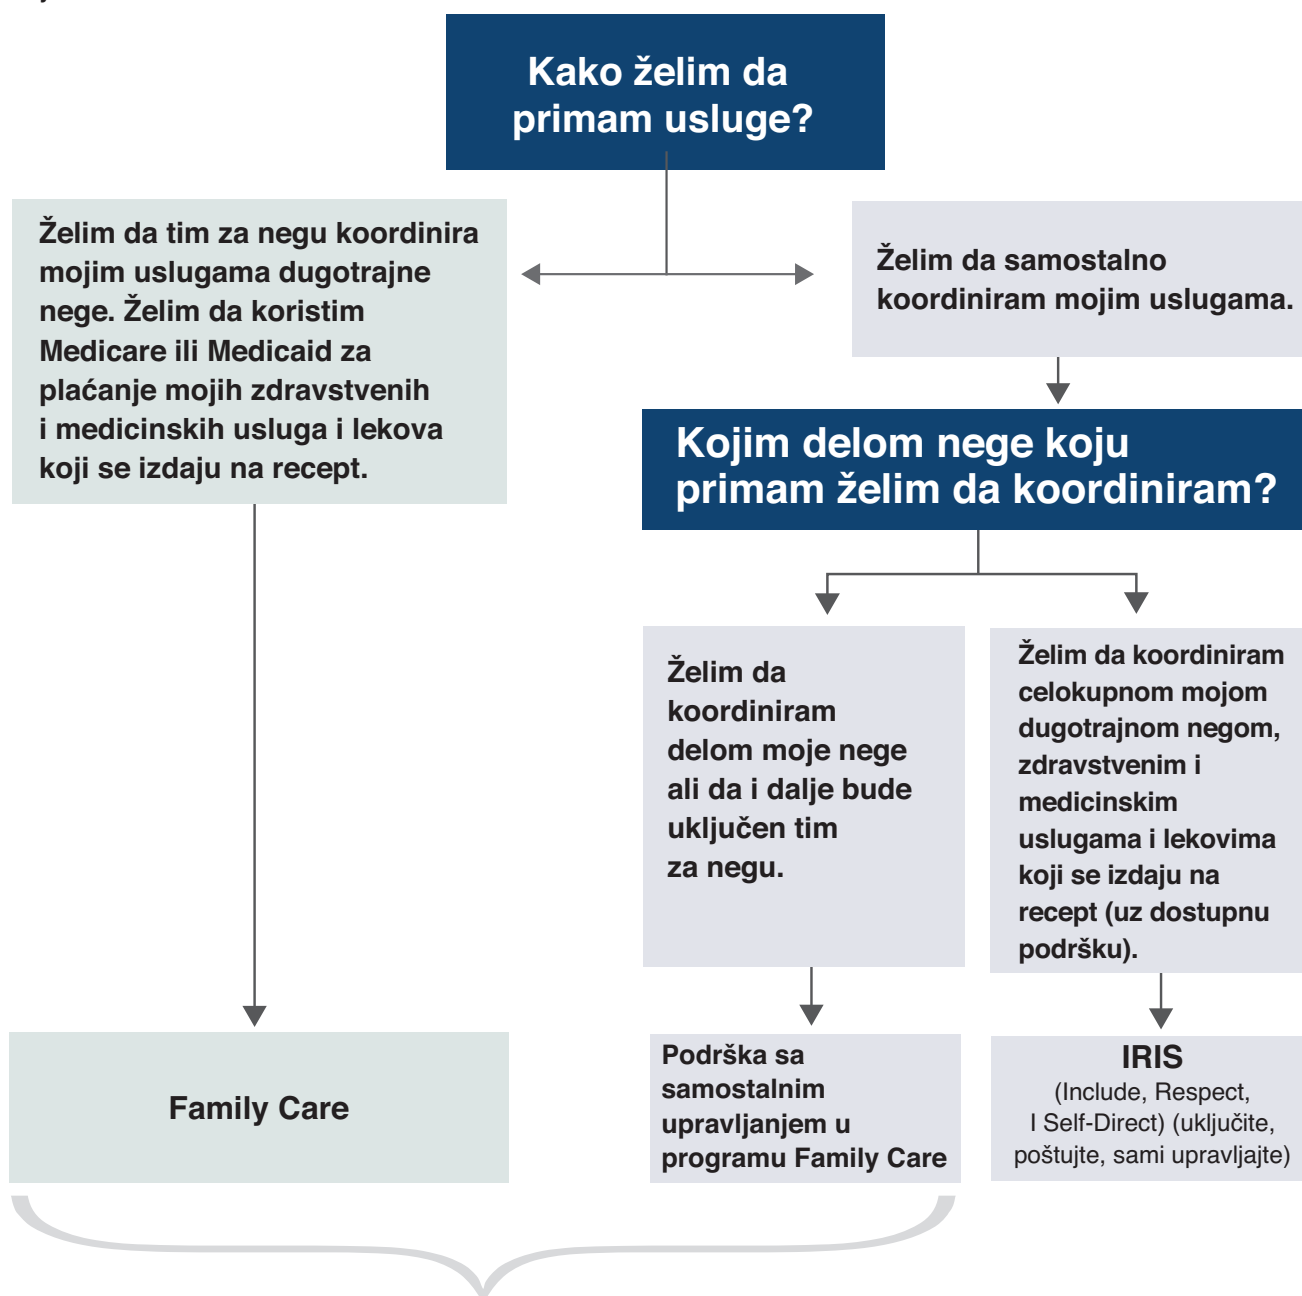 Kako želim da
primam usluge?
Želim da tim za negu koordinira
mojim uslugama dugotrajne
nege. Želim da koristim
Medicare ili Medicaid za
plaćanje mojih zdravstvenih
i medicinskih usluga i lekova
koji se izdaju na recept.
Želim da samostalno
koordiniram mojim uslugama.
Kojim delom nege koju
primam želim da koordiniram?
Želim da
koordiniram
delom moje nege
ali da i dalje bude
uključen tim
za negu.
Želim da koordiniram
celokupnom mojom
dugotrajnom negom,
zdravstvenim i
medicinskim
uslugama i lekovima
koji se izdaju na
recept (uz dostupnu
podršku).
Family Care
Podrška sa
samostalnim
upravljanjem u
programu Family Care
IRIS
(Include, Respect,
I Self-Direct) (uključite,
poštujte, sami upravljajte)